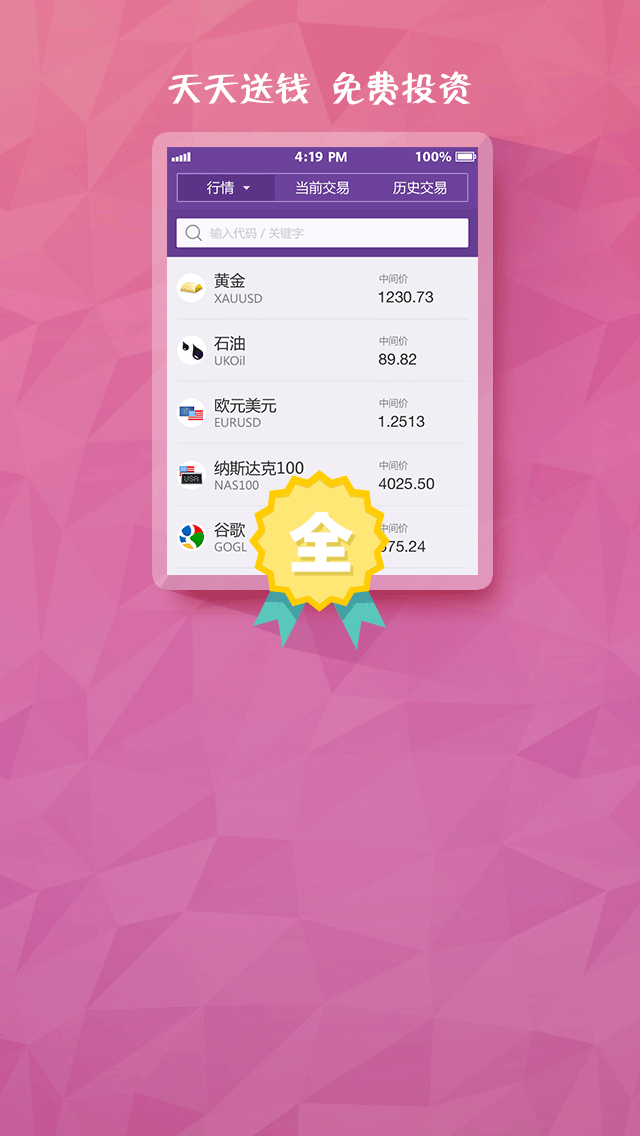 天天送钱 免费投资
4:19 PM 100%
行情 当前交易 历史交易
输入代码 / 关键字
黄金 中间价
XAUUSD 1230.73
石油 中间价
UKOil 89.82
欧元美元 中间价
EURUSD 1.2513
纳斯达克100 中间价
NAS100 4025.50
USA
谷歌 中间价
GOGL 75.24
全